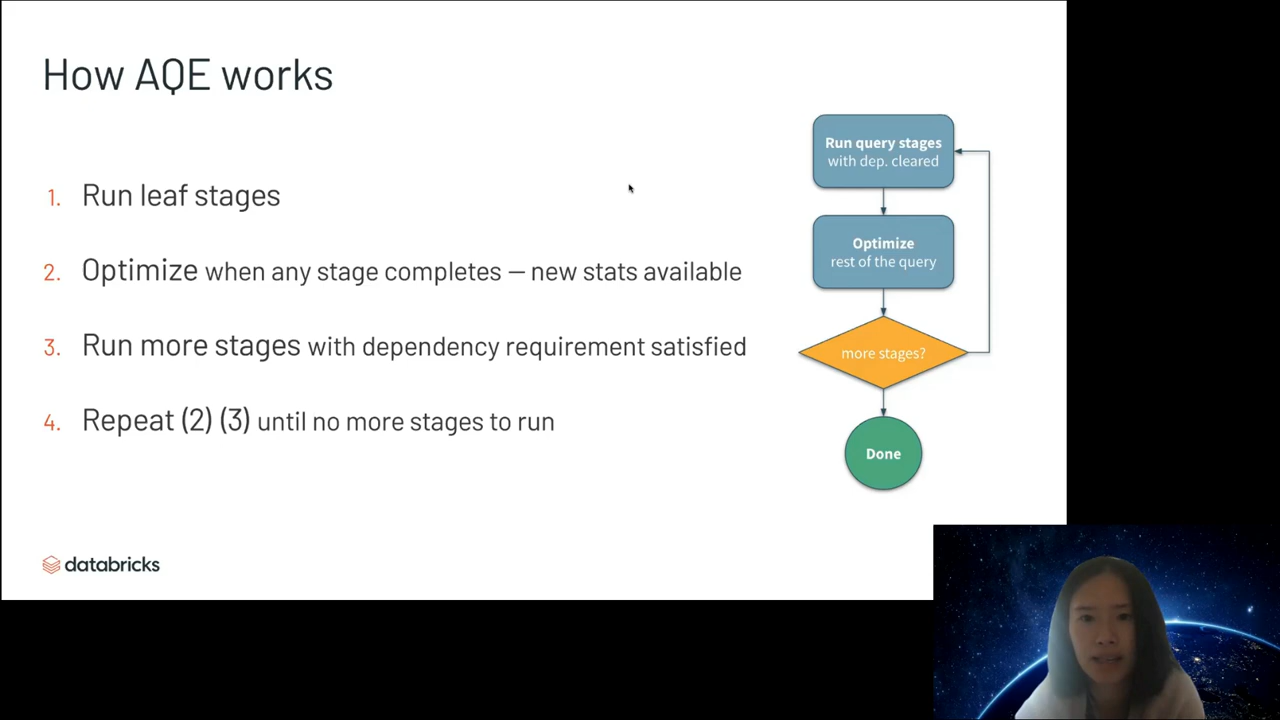 How AQE works
1. Run leaf stages
2. Optimize when any stage completes — new stats available
3. Run more stages with dependency requirement satisfied
4. Repeat (2) (3) until no more stages to run
Run query stages
with dep. cleared
Optimize
rest of the query
more stages?
Done
databricks